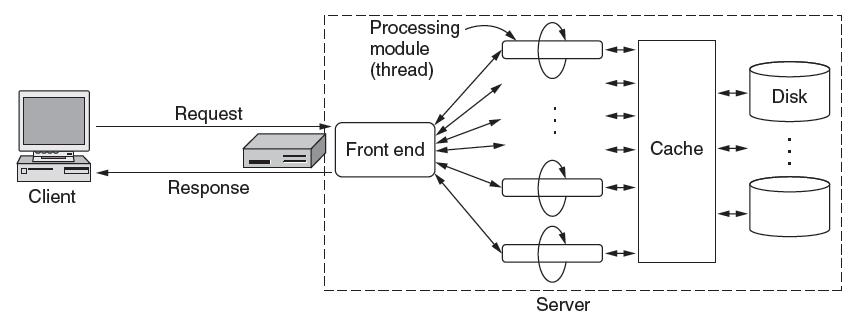 Processing
module
(thread)
Request
Front end
Cache
Disk
Client
Response
Server